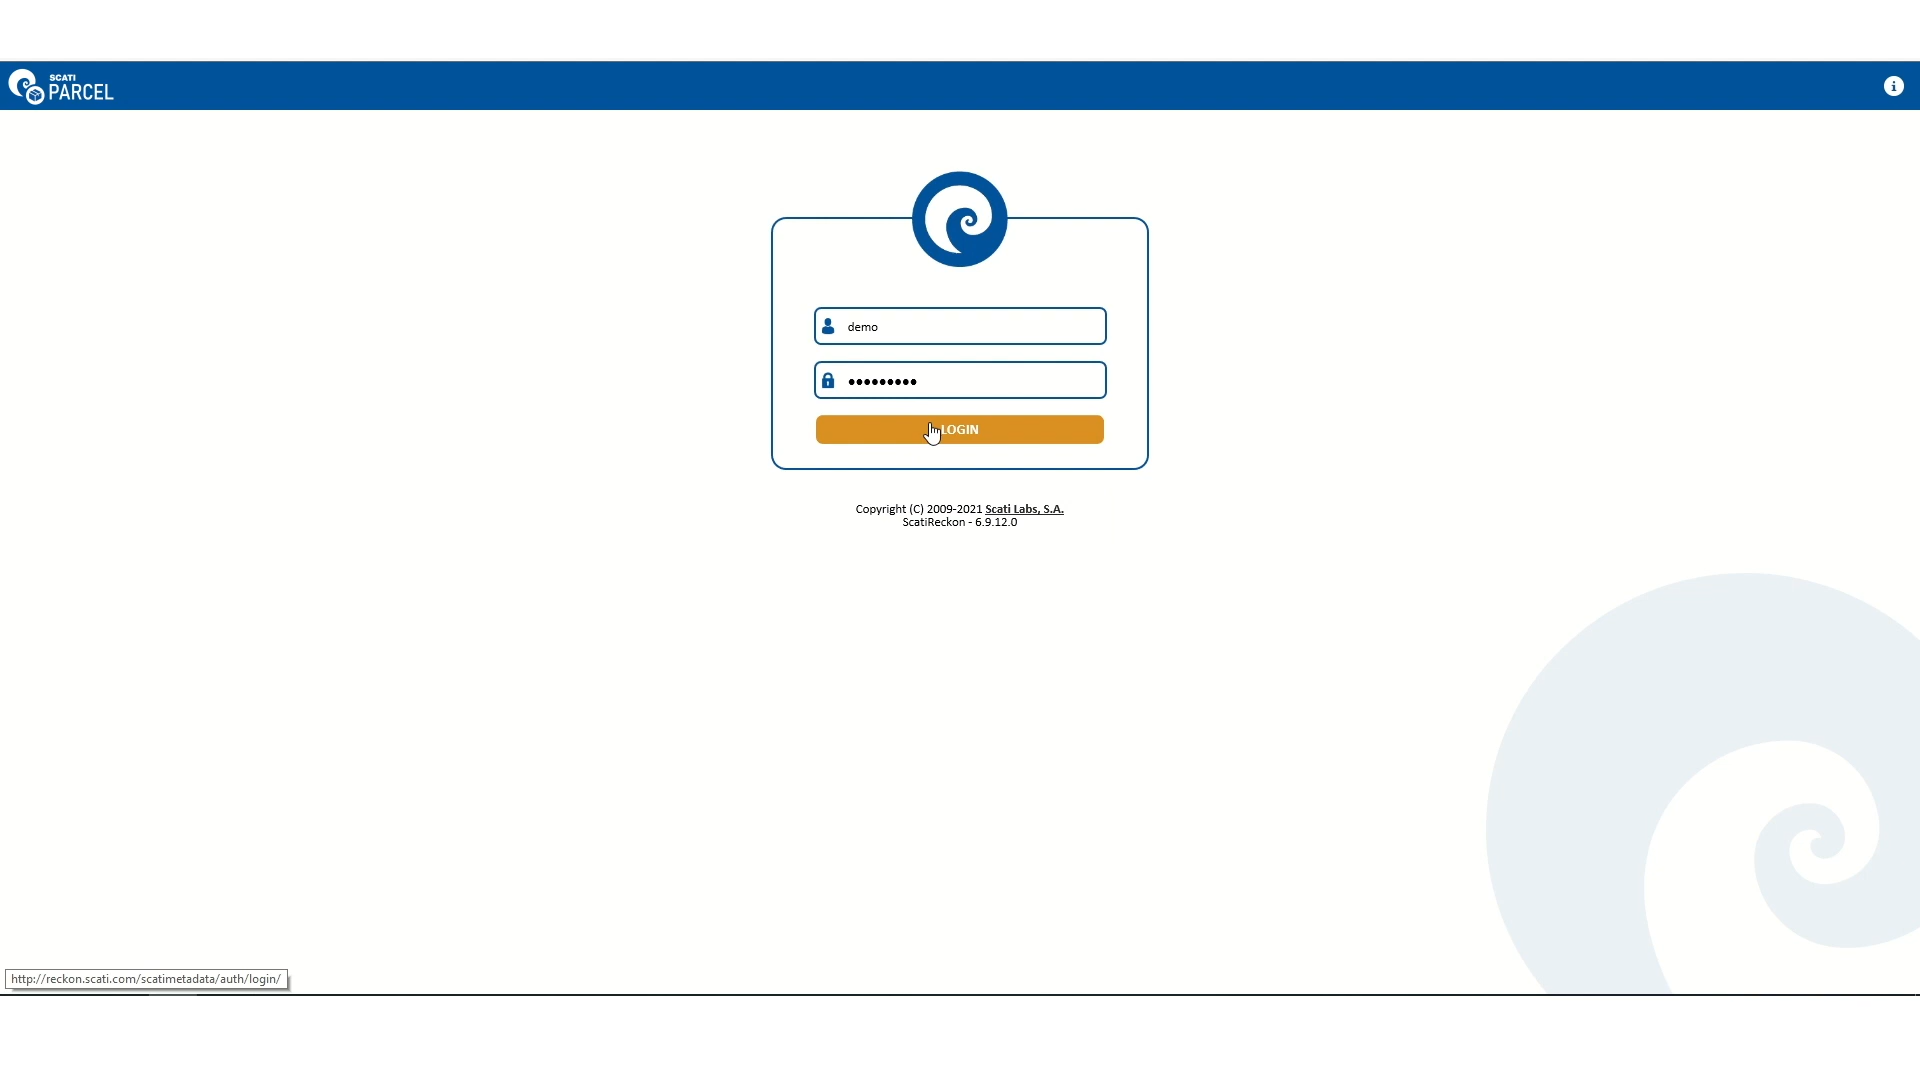 SCATI
PARCEL
demo
LOGIN
Copyright (C) 2009-2021 Scati Labs, S.A.
ScatiReckon - 6.9.12.0
http://reckon.scati.com/scatimetadata/auth/login/